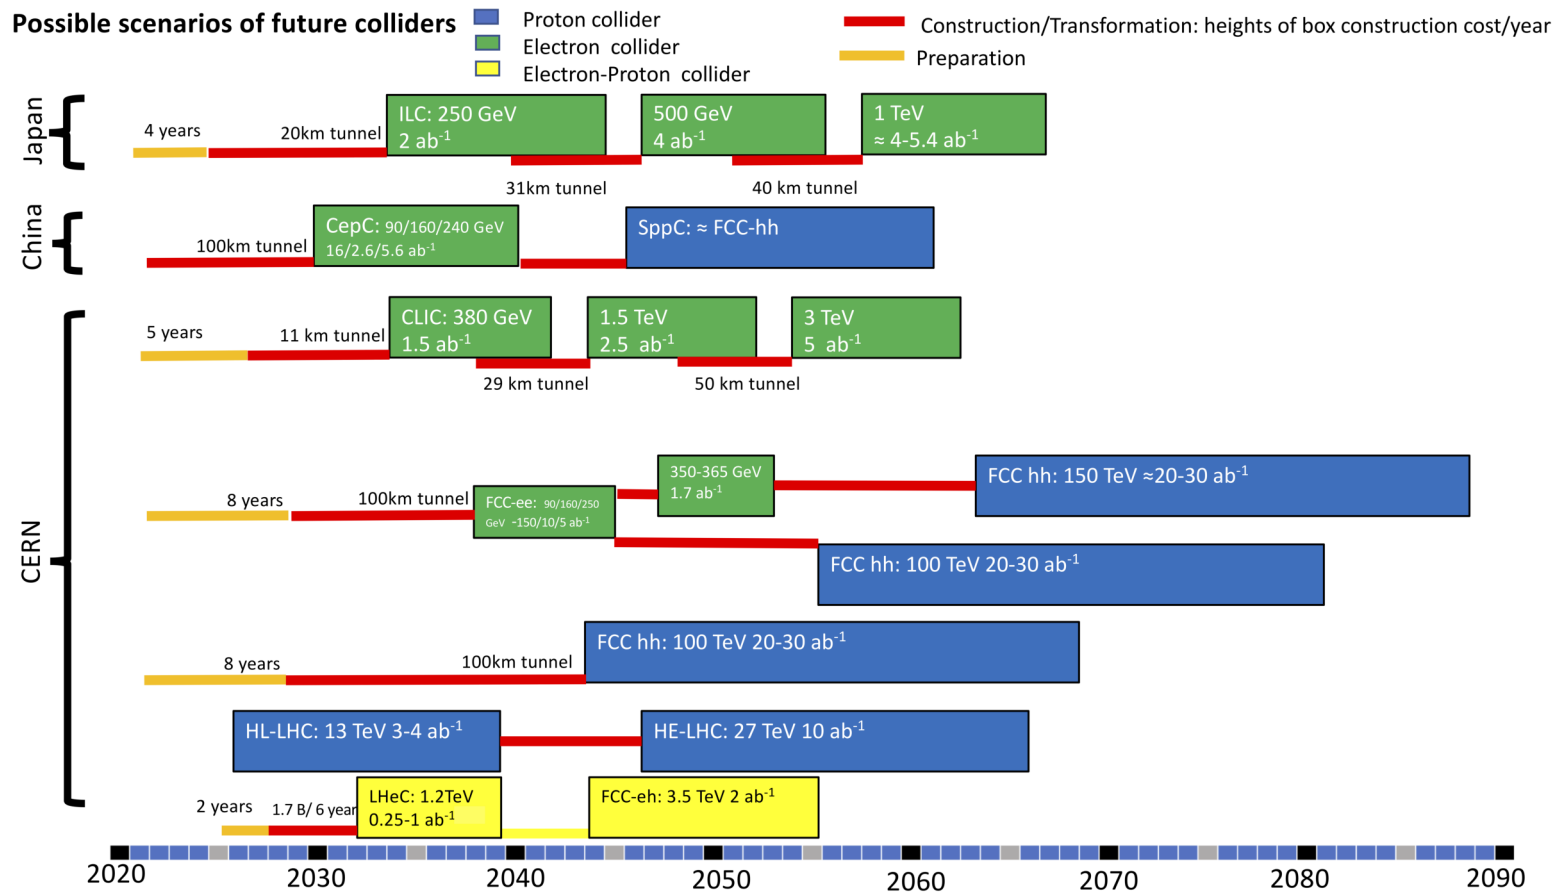 Possible scenarios of future colliders
Proton collider
Electron collider
Electron-Proton collider
Construction/Transformation: heights of box construction cost/year
Preparation
Japan
4 years
20km tunnel
ILC: 250 GeV
2 ab⁻¹
31km tunnel
500 GeV
4 ab⁻¹
40 km tunnel
1 TeV
≈ 4-5.4 ab⁻¹
China
100km tunnel
CepC: 90/160/240 GeV
16/2.6/5.6 ab⁻¹
SppC: ≈ FCC-hh
CERN
5 years
11 km tunnel
CLIC: 380 GeV
1.5 ab⁻¹
29 km tunnel
1.5 TeV
2.5 ab⁻¹
50 km tunnel
3 TeV
5 ab⁻¹
8 years
100km tunnel
FCC-ee: 90/160/250
GeV -150/10/5 ab⁻¹
350-365 GeV
1.7 ab⁻¹
FCC hh: 150 TeV ≈20-30 ab⁻¹
FCC hh: 100 TeV 20-30 ab⁻¹
8 years
100km tunnel
FCC hh: 100 TeV 20-30 ab⁻¹
HL-LHC: 13 TeV 3-4 ab⁻¹
HE-LHC: 27 TeV 10 ab⁻¹
2 years
1.7 B/ 6 year
LHeC: 1.2TeV
0.25-1 ab⁻¹
FCC-eh: 3.5 TeV 2 ab⁻¹
2020
2030
2040
2050
2060
2070
2080
2090